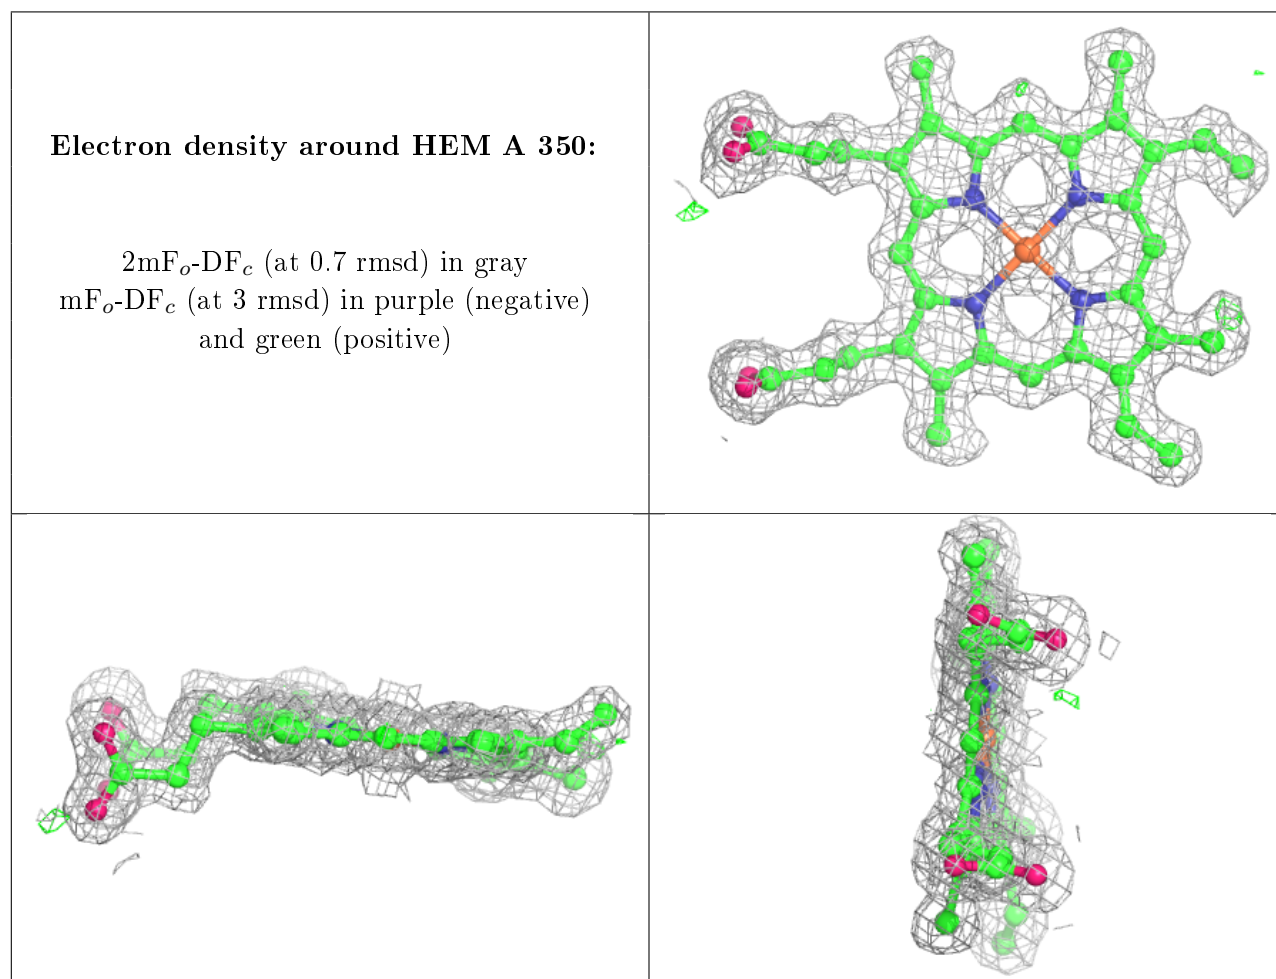 Electron density around HEM A 350:
2mFo-DFc (at 0.7 rmsd) in gray
mFo-DFc (at 3 rmsd) in purple (negative)
and green (positive)